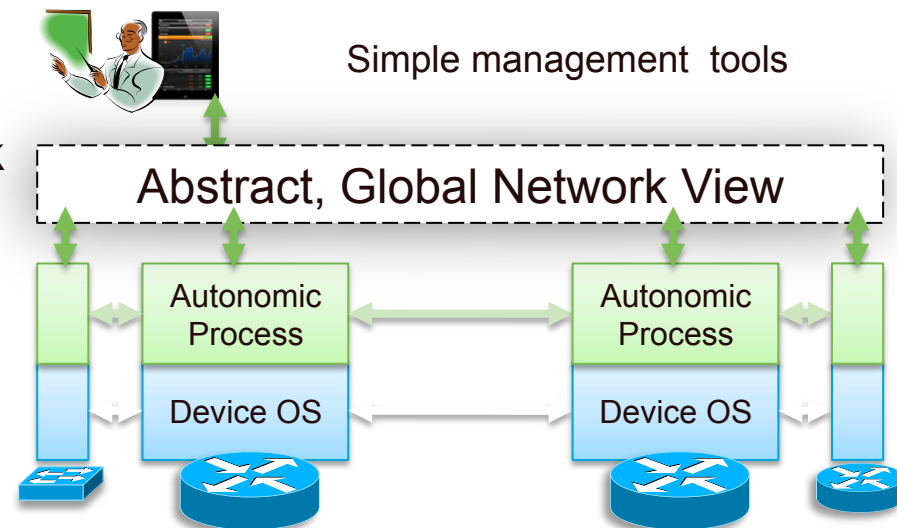 Simple management tools
Abstract, Global Network View
Autonomic
Process
Autonomic
Process
Device OS
Device OS